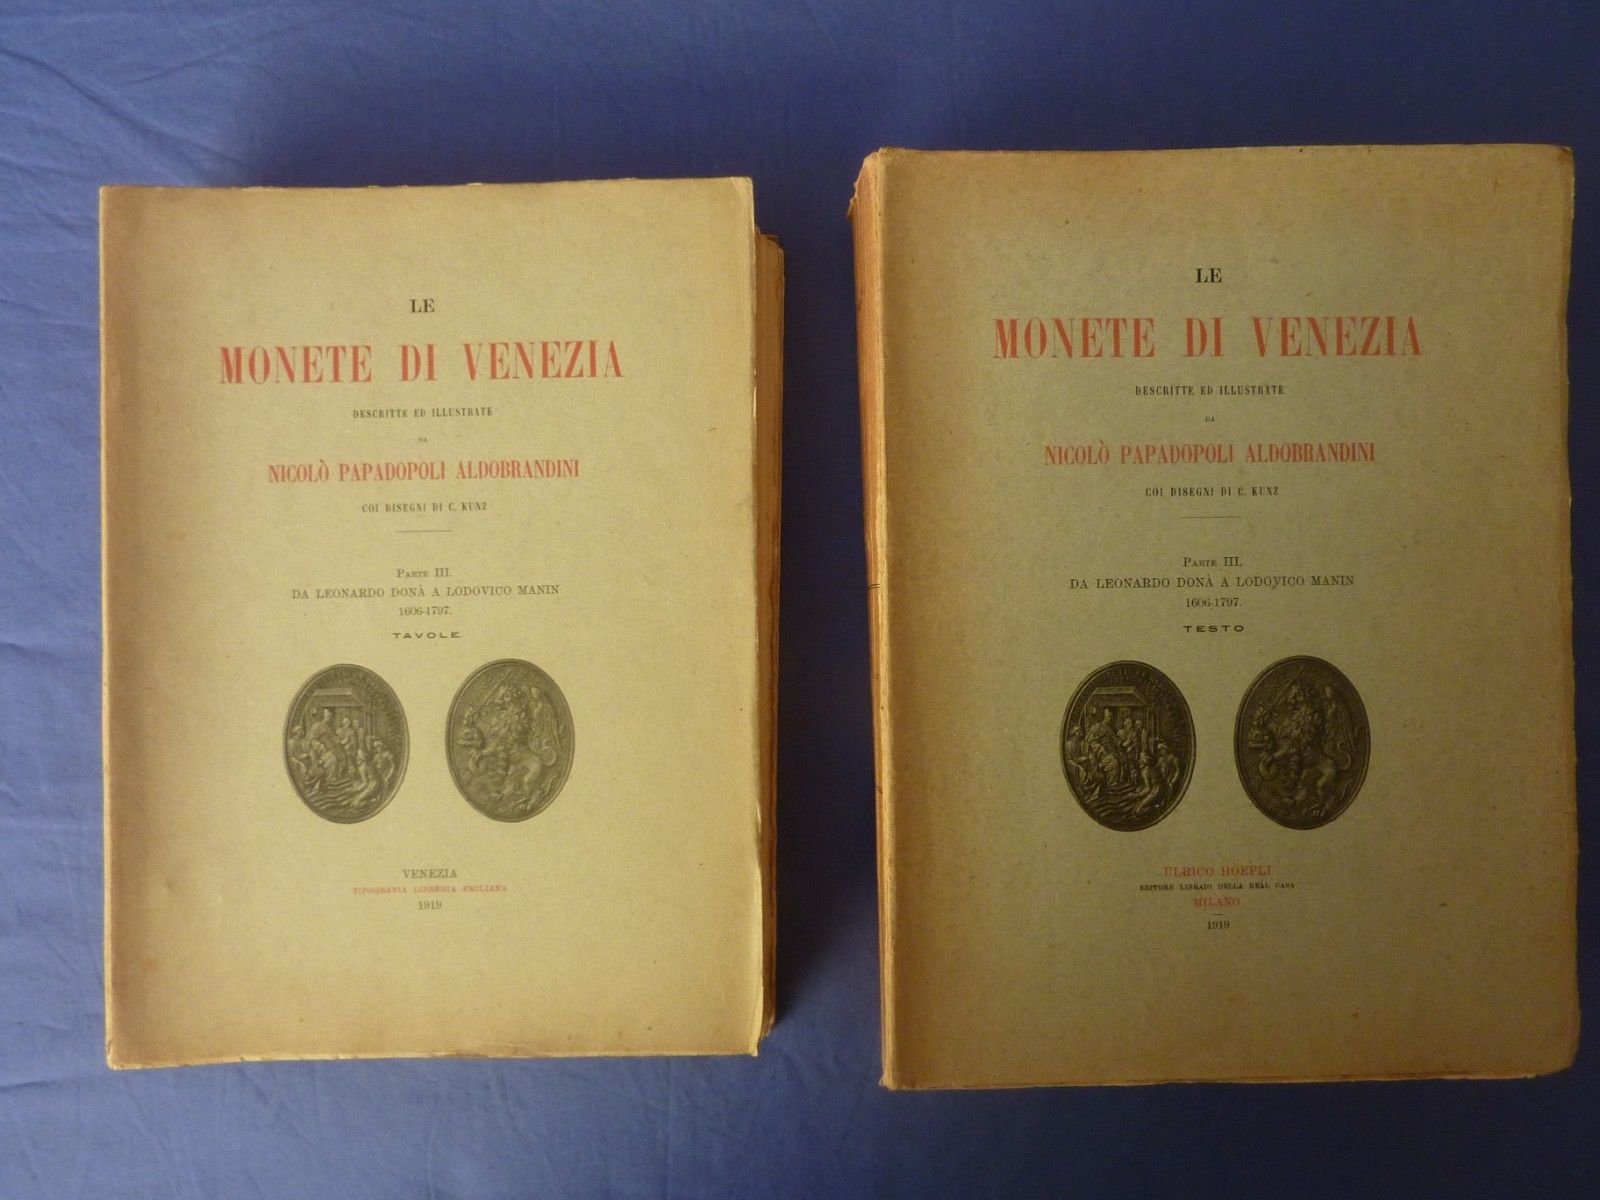 LE
MONETE DI VENEZIA
DESCRITTE ED ILLUSTRATE
DA
NICOLÒ PAPADOPOLI ALDOBRANDINI
COI DISEGNI DI C. KUNZ
PARTE III.
DA LEONARDO DONÀ A LODOVICO MANIN
1606-1797.
TAVOLE
VENEZIA
TIPOGRAFIA LIBRERIA EMILIANA
1919
LE
MONETE DI VENEZIA
DESCRITTE ED ILLUSTRATE
DA
NICOLÒ PAPADOPOLI ALDOBRANDINI
COI DISEGNI DI C. KUNZ
PARTE III.
DA LEONARDO DONÀ A LODOVICO MANIN
1606-1797.
TESTO
ULRICO HOEPLI
EDITORE LIBRAIO DELLA REAL CASA
MILANO
1919